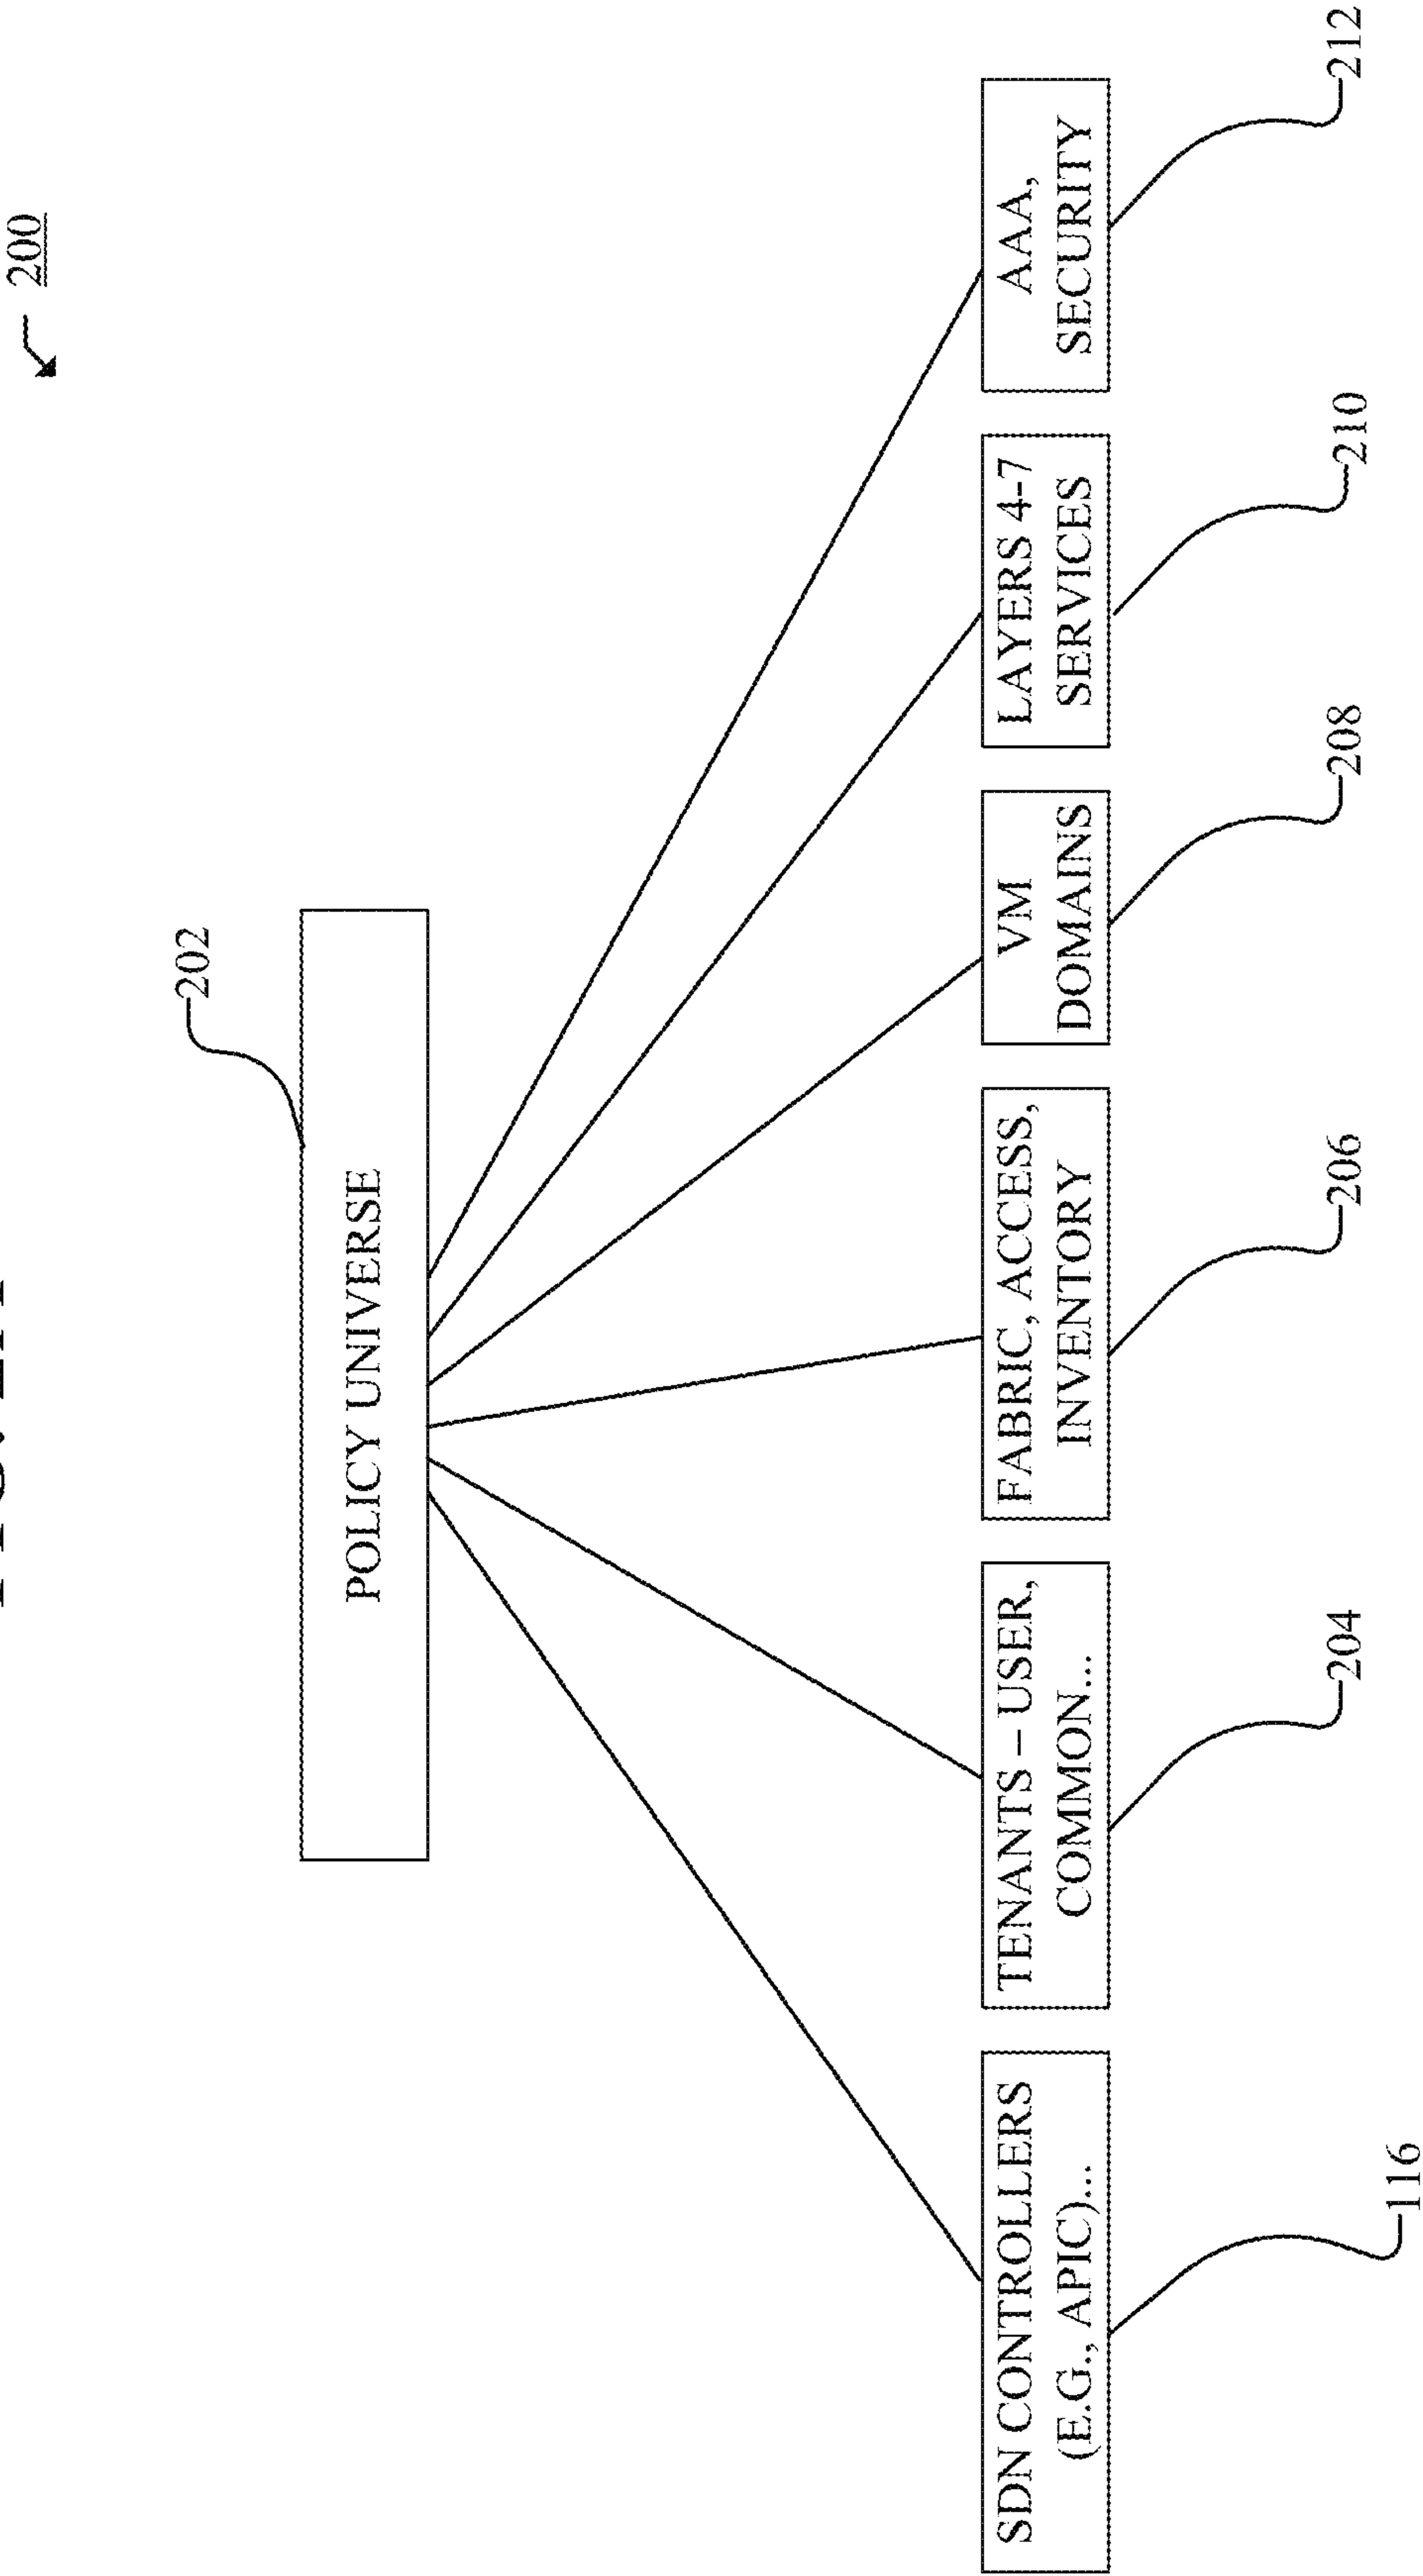 200
202
POLICY UNIVERSE
SDN CONTROLLERS
(E.G., APIC)...
TENANTS – USER,
COMMON...
FABRIC, ACCESS,
INVENTORY
VM
DOMAINS
LAYERS 4-7
SERVICES
AAA,
SECURITY
116
204
206
208
210
212